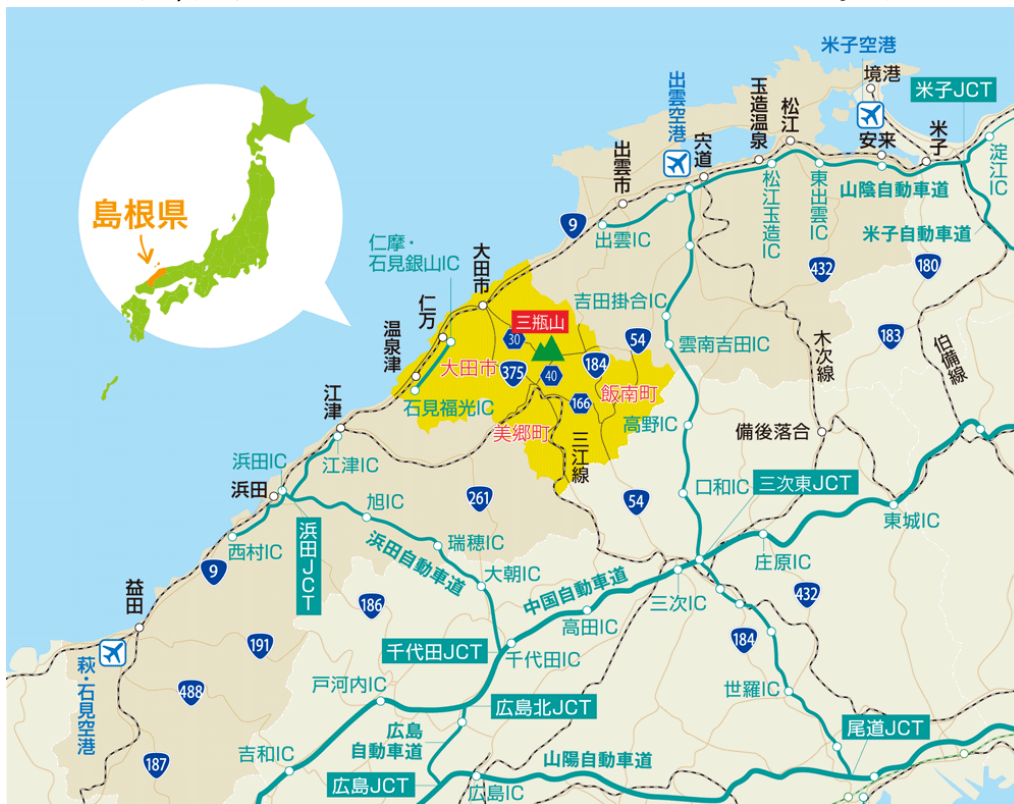 米子空港
境港
米子JCT
出雲空港
玉造温泉
松江
宍道
安来
米子
淀江IC
出雲市
山陰自動車道
島根県
9
出雲IC
松江玉造IC
東出雲IC
米子自動車道
仁摩・
石見銀山IC
大田市
432
180
吉田掛合IC
仁万
三瓶山
30
54
183
温泉津
雲南吉田IC
木次線
伯備線
大田市
375
40
184
飯南町
石見福光IC
166
江津
美郷町
三江線
高野IC
備後落合
浜田IC
江津IC
浜田
261
54
口和IC
三次東JCT
旭IC
東城IC
西村IC
浜田JCT
浜田自動車道
瑞穂IC
庄原IC
9
大朝IC
中国自動車道
益田
186
三次IC
432
高田IC
191
千代田JCT
千代田IC
184
萩・石見空港
戸河内IC
世羅IC
488
広島北JCT
広島
自動車道
尾道JCT
吉和IC
187
山陽自動車道
広島JCT
広島IC